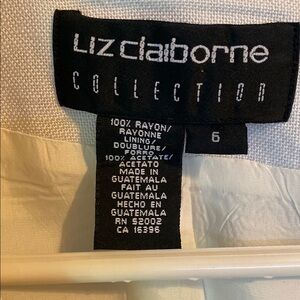 Liz claiborne
COLLECTION
6
100% RAYON/
RAYONNE
LINING/
DOUBLURE/
FORRO
100% ACETATE/
ACETATO
MADE IN
GUATEMALA
FAIT AU
GUATEMALA
HECHO EN
GUATEMALA
RN 52002
CA 16396